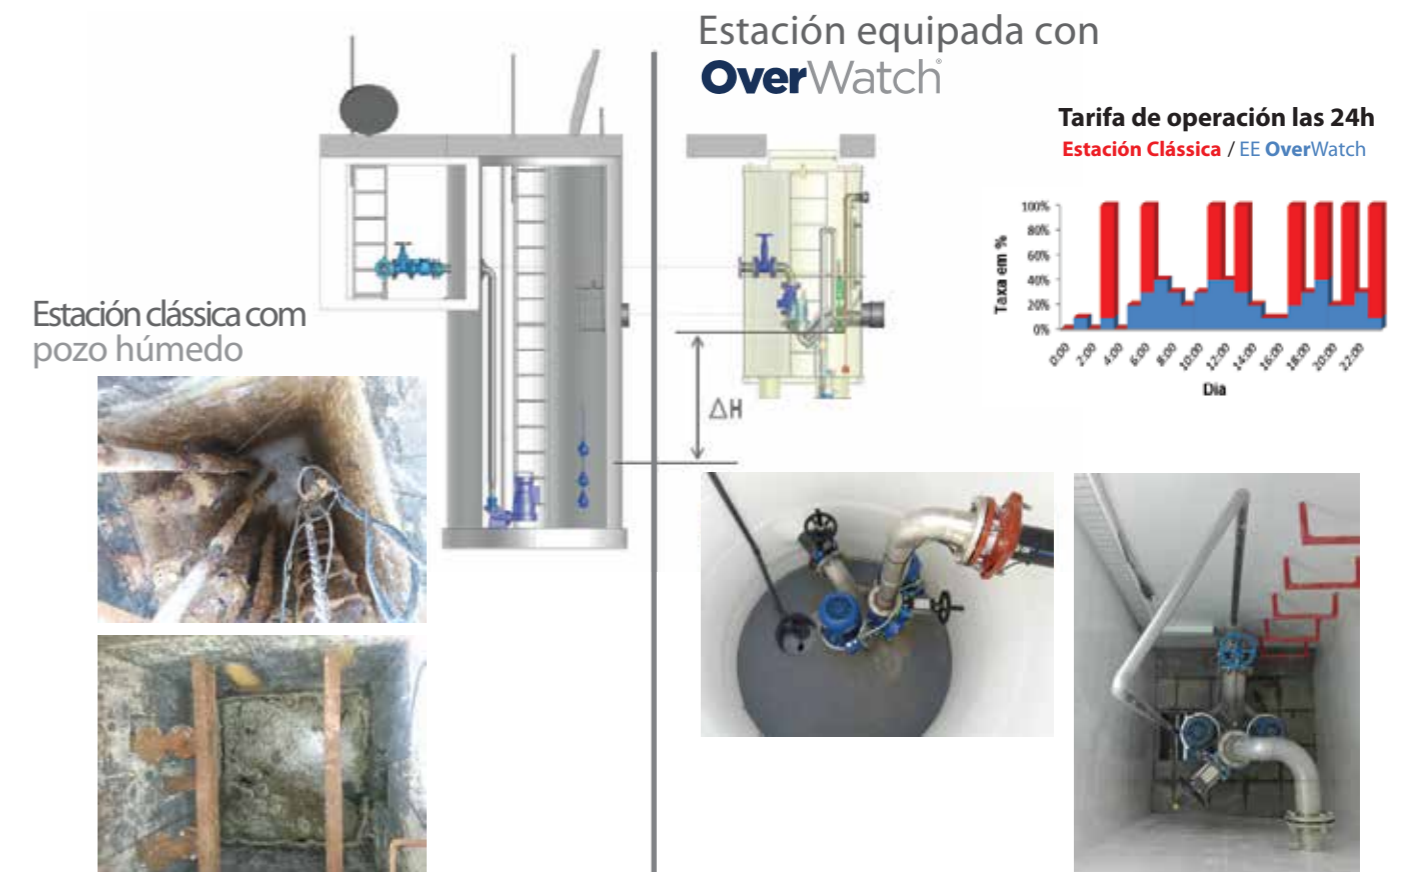 Estación equipada con
OverWatch®
Tarifa de operación las 24h
Estación Clássica / EE OverWatch
100%
80%
60%
40%
20%
0%
Taxa em %
0:00
2:00
4:00
6:00
8:00
10:00
12:00
14:00
16:00
18:00
20:00
22:00
Dia
Estación clássica com
pozo húmedo
ΔH